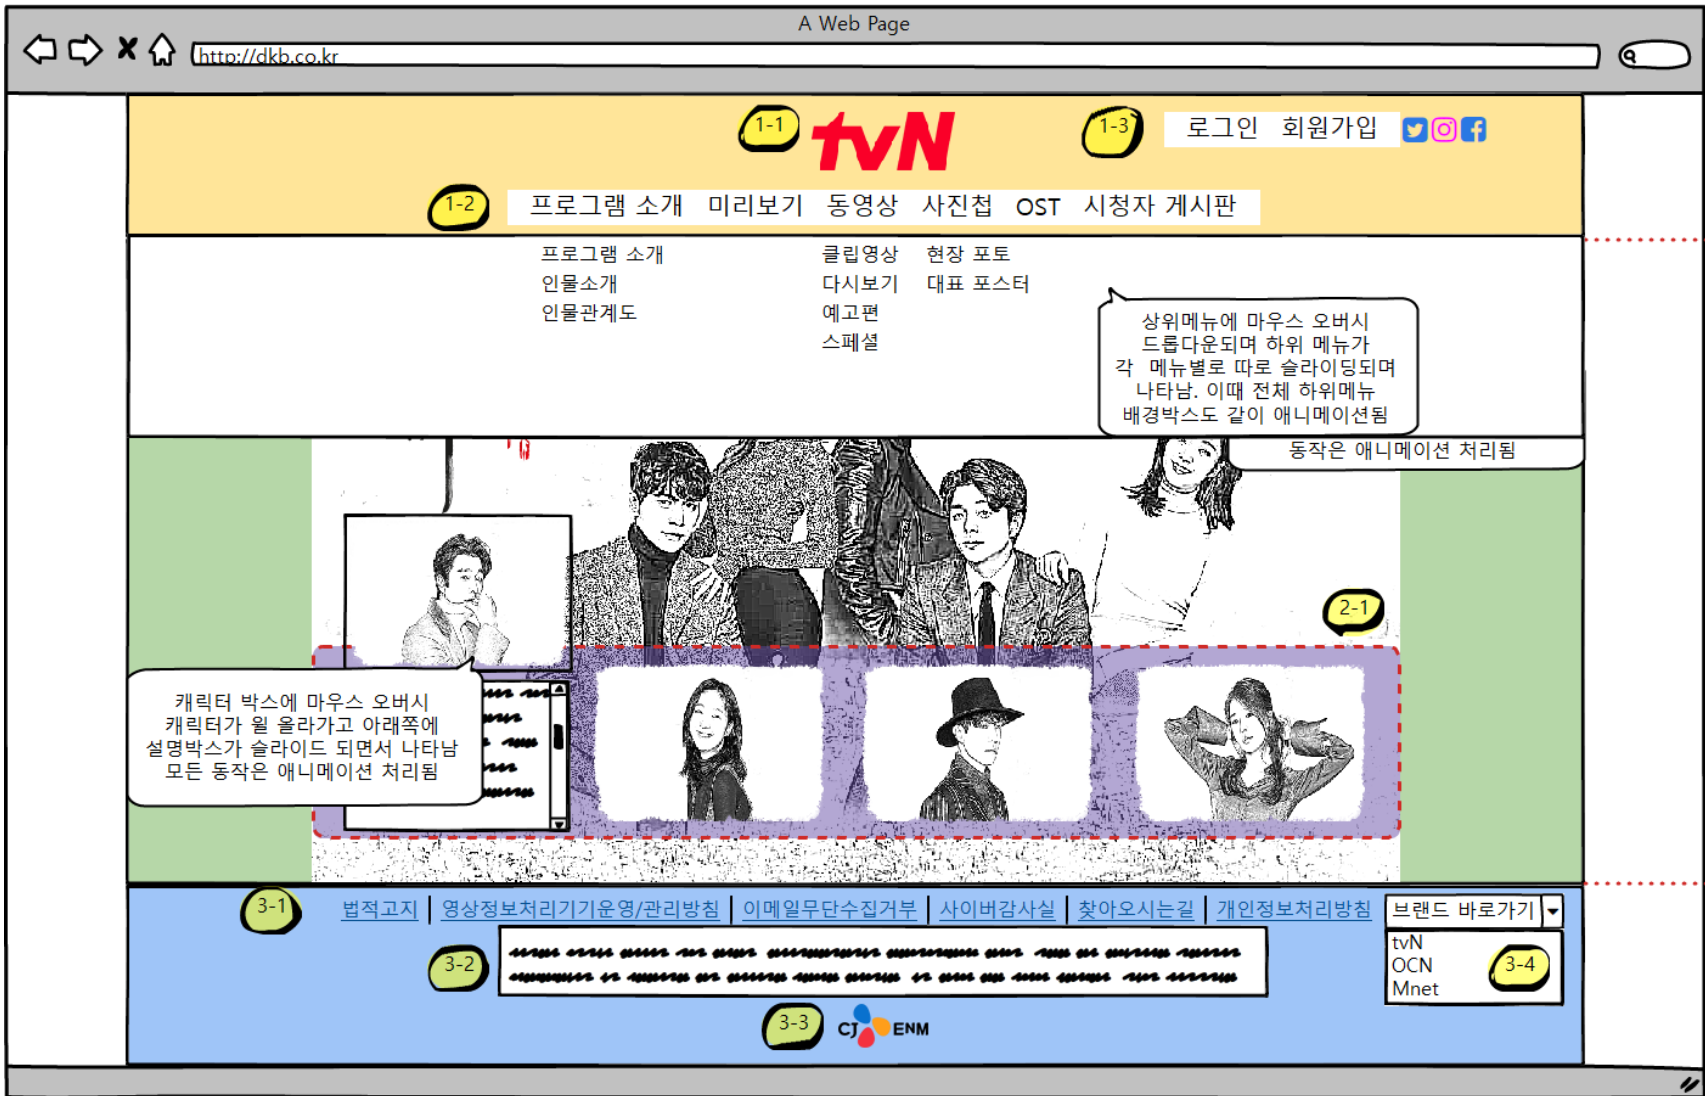 A Web Page
http://dkb.co.kr
1-1
tvN
1-3
로그인 회원가입
1-2
프로그램 소개 미리보기 동영상 사진첩 OST 시청자 게시판
프로그램 소개
인물소개
인물관계도
클립영상
다시보기
예고편
스페셜
현장 포토
대표 포스터
상위메뉴에 마우스 오버시
드롭다운되며 하위 메뉴가
각 메뉴별로 따로 슬라이딩되며
나타남. 이때 전체 하위메뉴
배경박스도 같이 애니메이션됨
동작은 애니메이션 처리됨
2-1
캐릭터 박스에 마우스 오버시
캐릭터가 윌 올라가고 아래쪽에
설명박스가 슬라이드 되면서 나타남
모든 동작은 애니메이션 처리됨
3-1
법적고지 영상정보처리기기운영/관리방침 이메일무단수집거부 사이버감사실 찾아오시는길 개인정보처리방침
브랜드 바로가기
tvN
OCN
Mnet
3-4
3-2
3-3
CJ ENM